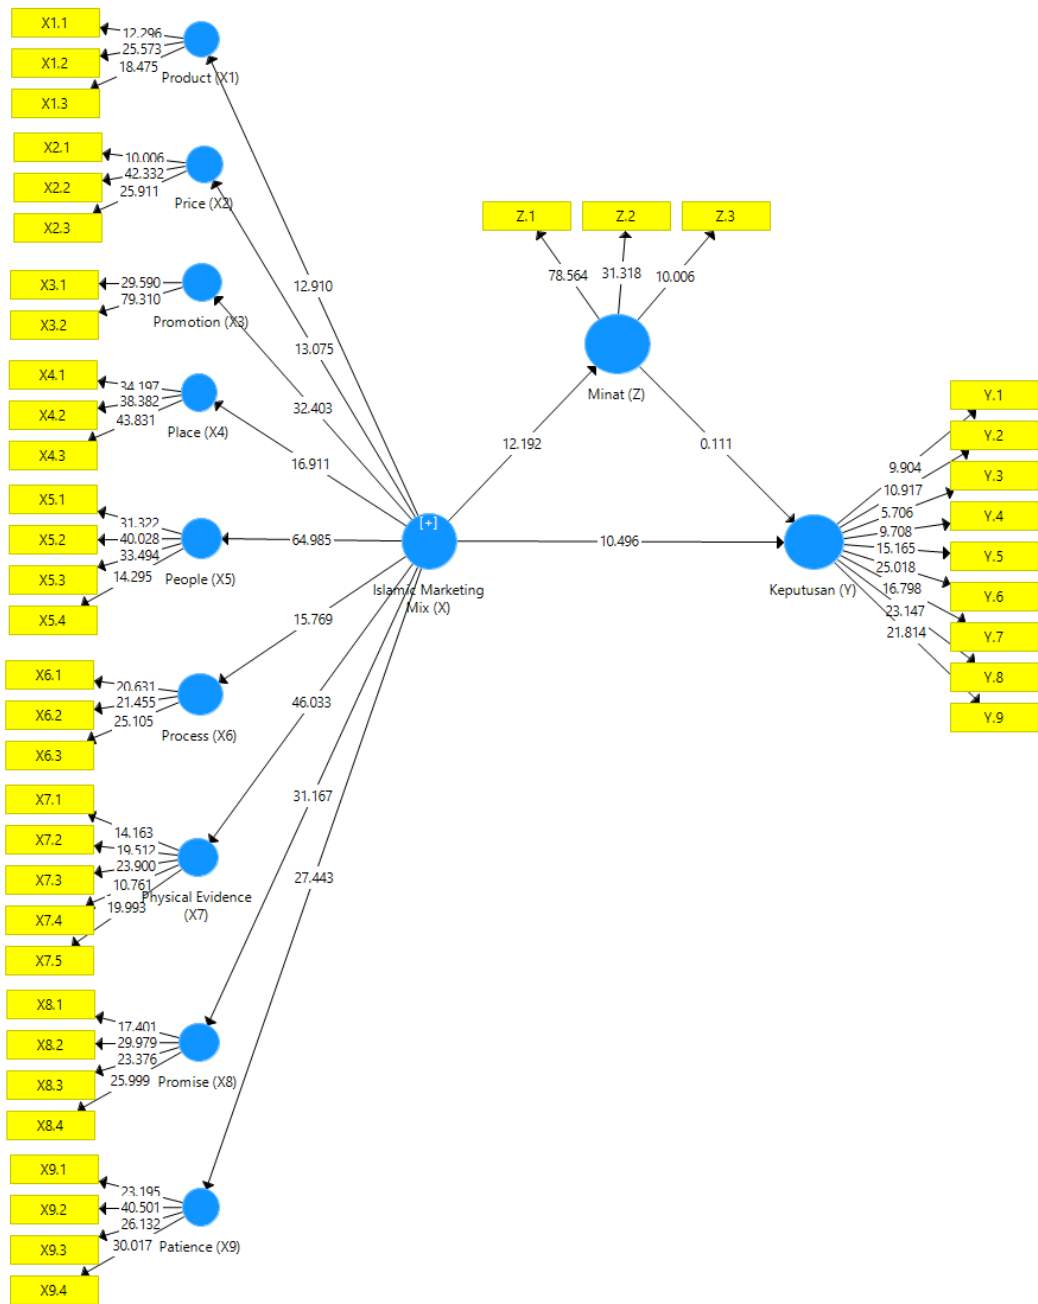 X1.1
12.296
X1.2
25.573
18.475
Product (X1)
X1.3
X2.1
10.006
X2.2
42.332
25.911
Price (X2)
X2.3
X3.1
29.590
79.310
X3.2
Promotion (X3)
X4.1
34.197
X4.2
38.382
43.831
Place (X4)
X4.3
X5.1
31.322
X5.2
40.028
33.494
X5.3
14.295
People (X5)
X5.4
X6.1
20.631
X6.2
21.455
25.105
Process (X6)
X6.3
X7.1
14.163
X7.2
19.512
23.900
X7.3
10.761
19.993
Physical Evidence
(X7)
X7.4
X7.5
X8.1
17.401
X8.2
29.979
23.376
X8.3
25.999
Promise (X8)
X8.4
X9.1
23.195
X9.2
40.501
26.132
X9.3
30.017
Patience (X9)
X9.4
12.910
13.075
32.403
16.911
64.985
15.769
46.033
31.167
27.443
[+]
Islamic Marketing
Mix (X)
12.192
10.496
Z.1
Z.2
Z.3
78.564
31.318
10.006
Minat (Z)
0.111
Keputusan (Y)
9.904
10.917
5.706
9.708
15.165
25.018
16.798
23.147
21.814
Y.1
Y.2
Y.3
Y.4
Y.5
Y.6
Y.7
Y.8
Y.9